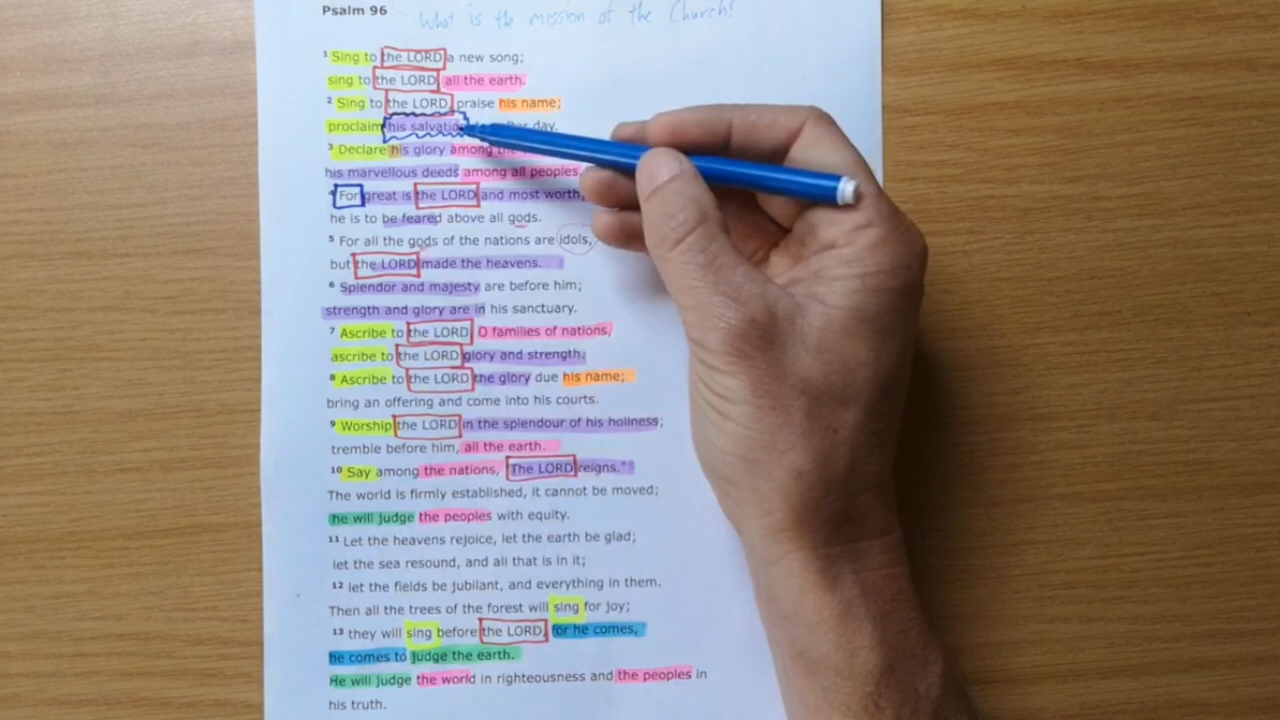 Psalm 96
What is the mission of the Church?
1 Sing to the LORD a new song;
sing to the LORD, all the earth.
2 Sing to the LORD, praise his name;
proclaim his salvation day.
3 Declare his glory among
his marvellous deeds among all peoples.
4 For great is the LORD and most worth
he is to be feared above all gods.
5 For all the gods of the nations are idols,
but the LORD made the heavens.
6 Splendor and majesty are before him;
strength and glory are in his sanctuary.
7 Ascribe to the LORD, O families of nations,
ascribe to the LORD glory and strength.
8 Ascribe to the LORD the glory due his name;
bring an offering and come into his courts.
9 Worship the LORD in the splendour of his holiness;
tremble before him, all the earth.
10 Say among the nations, "The LORD reigns."
The world is firmly established, it cannot be moved;
he will judge the peoples with equity.
11 Let the heavens rejoice, let the earth be glad;
let the sea resound, and all that is in it;
12 let the fields be jubilant, and everything in them.
Then all the trees of the forest will sing for joy;
13 they will sing before the LORD, for he comes,
he comes to judge the earth.
He will judge the world in righteousness and the peoples in
his truth.